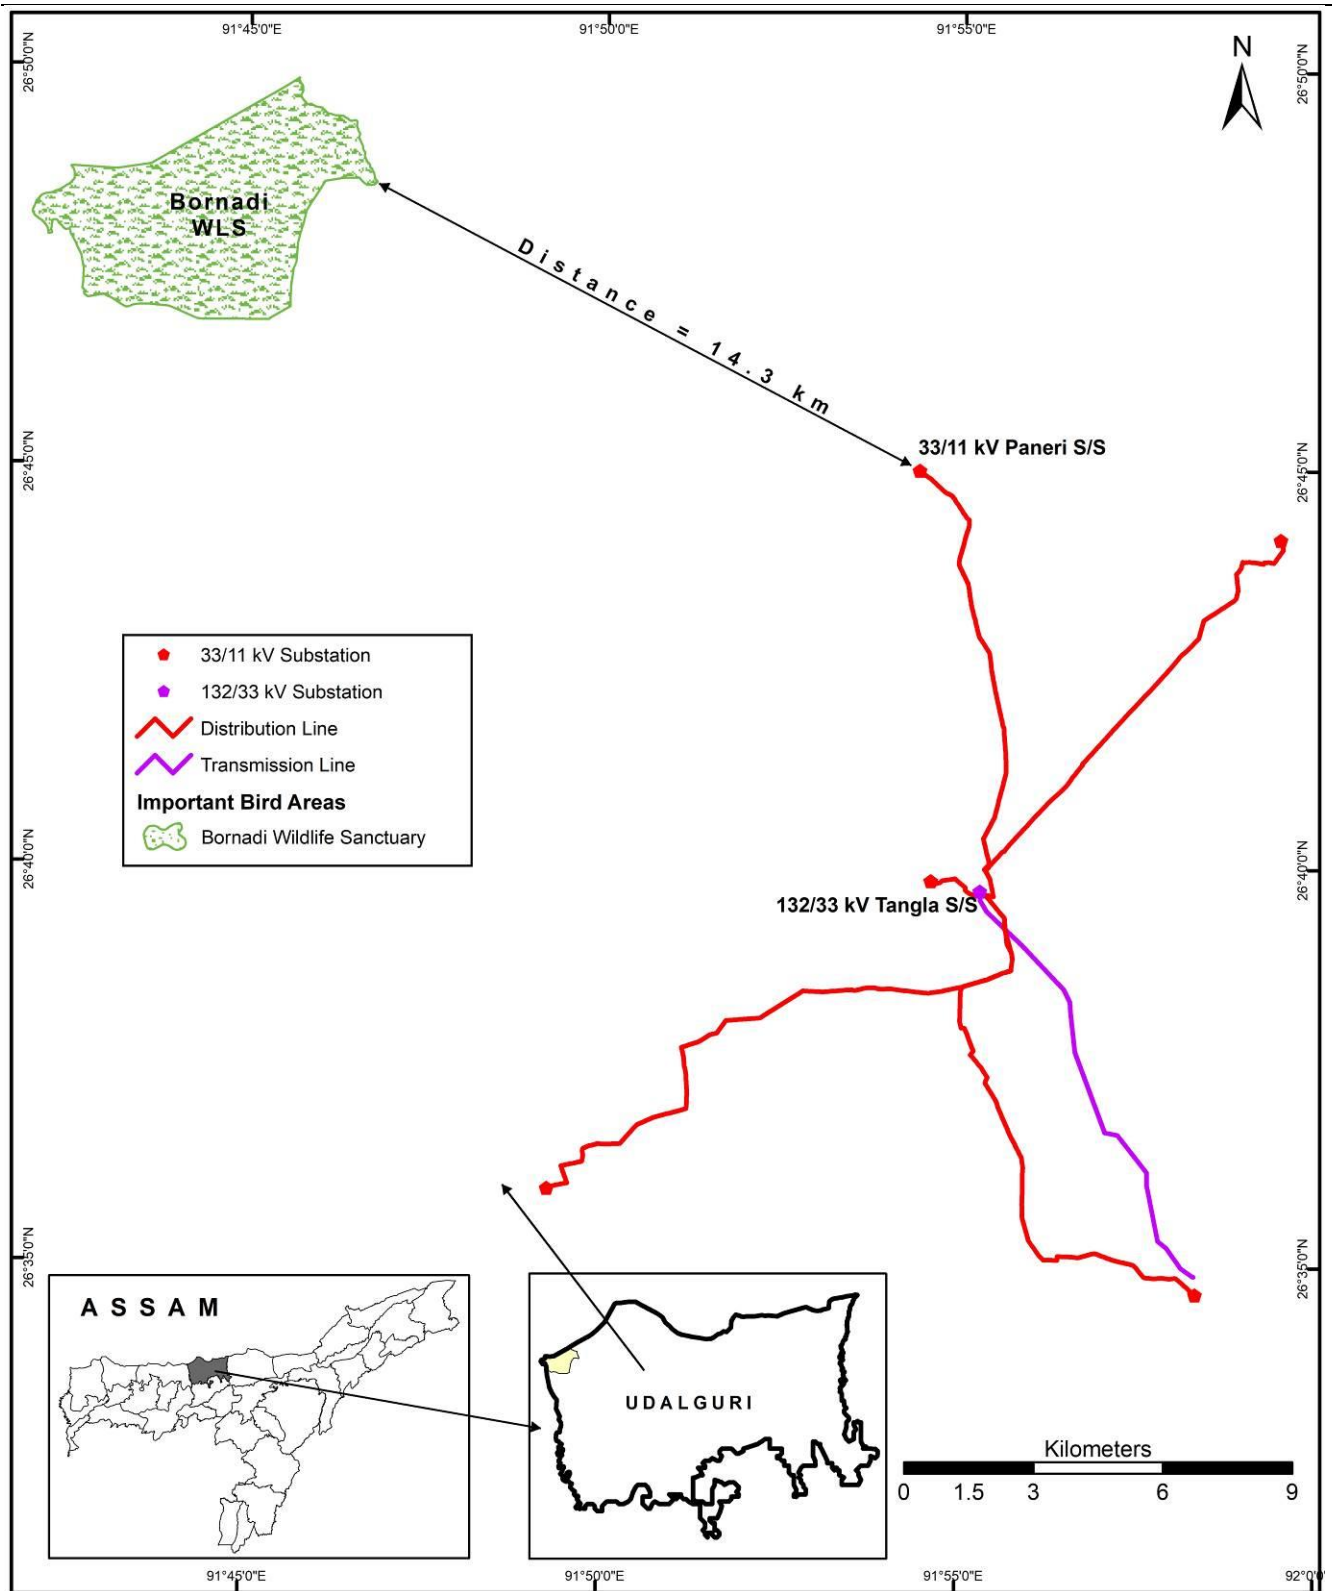 91°45'0"E
91°50'0"E
91°55'0"E
26°50'0"N
26°50'0"N
N
Bornadi
WLS
Distance = 14.3 km
33/11 kV Paneri S/S
26°45'0"N
26°45'0"N
33/11 kV Substation
132/33 kV Substation
Distribution Line
Transmission Line
Important Bird Areas
Bornadi Wildlife Sanctuary
26°40'0"N
26°40'0"N
132/33 kV Tangla S/S
26°35'0"N
26°35'0"N
ASSAM
UDALGURI
Kilometers
0 1.5 3 6 9
91°45'0"E
91°50'0"E
91°55'0"E
92°0'0"